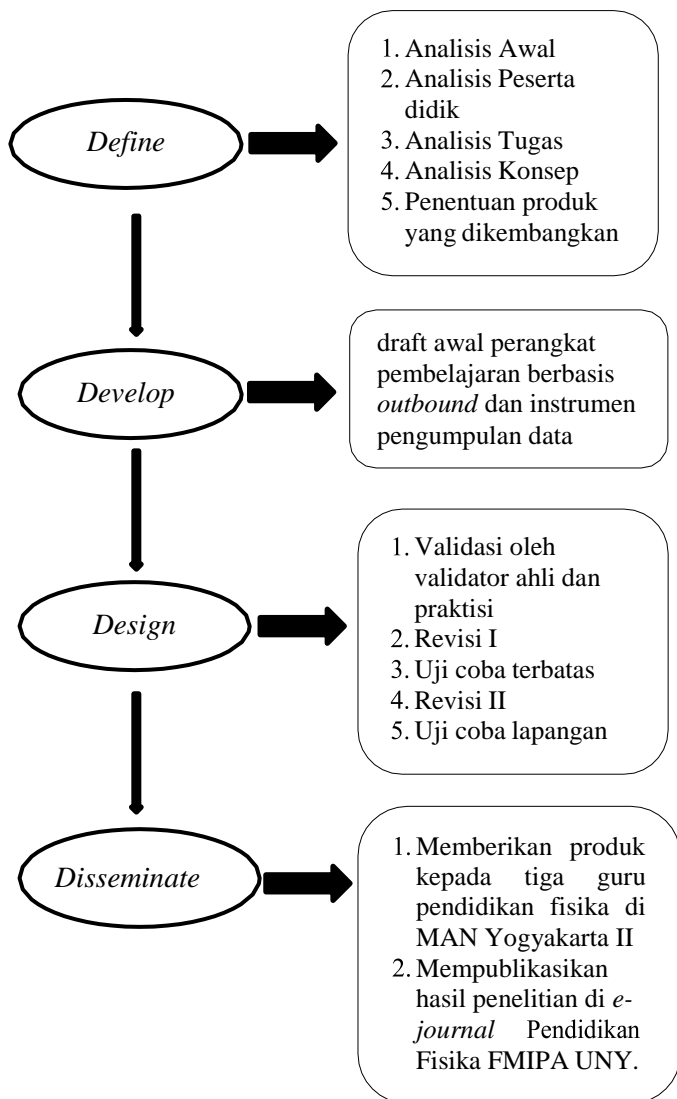 Define
1. Analisis Awal
2. Analisis Peserta
didik
3. Analisis Tugas
4. Analisis Konsep
5. Penentuan produk
yang dikembangkan
Develop
draft awal perangkat
pembelajaran berbasis
outbound dan instrumen
pengumpulan data
Design
1. Validasi oleh
validator ahli dan
praktisi
2. Revisi I
3. Uji coba terbatas
4. Revisi II
5. Uji coba lapangan
Disseminate
1. Memberikan produk
kepada tiga guru
pendidikan fisika di
MAN Yogyakarta II
2. Mempublikasikan
hasil penelitian di e-
journal Pendidikan
Fisika FMIPA UNY.